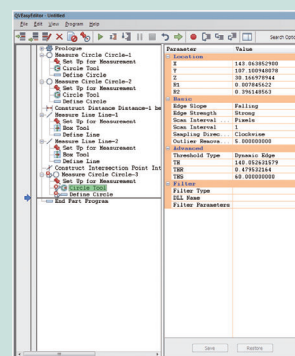 QVEasyEditor - Untitled
File Edit View Program Help
Search Optio
Prologue
Measure Circle Circle-1
Set Up for Measurement
Circle Tool
Define Circle
Measure Circle Circle-2
Set Up for Measurement
Circle Tool
Define Circle
Construct Distance Distance-1 be
Measure Line Line-1
Set Up for Measurement
Box Tool
Define Line
Measure Line Line-2
Set Up for Measurement
Box Tool
Define Line
Construct Intersection Point Int
Measure Circle Circle-3
Set Up for Measurement
Circle Tool
Define Circle
End Part Program
Parameter Value
Location
X 143.063852900
Y 187.180948078
Z 30.166978944
R1 0.007845622
R2 0.396148563
Basic
Edge Slope Falling
Edge Strength Strong
Scan Interval ... Pixels
Scan Interval 1
Sampling Direc... Clockwise
Outlier Remove... 5.000000000
Advanced
Threshold Type Dynamic Edge
TH 140.052631579
THR 0.479532164
THS 60.000000000
Filter
Filter Type
DLL Name
Filter Parameters
Save Restore